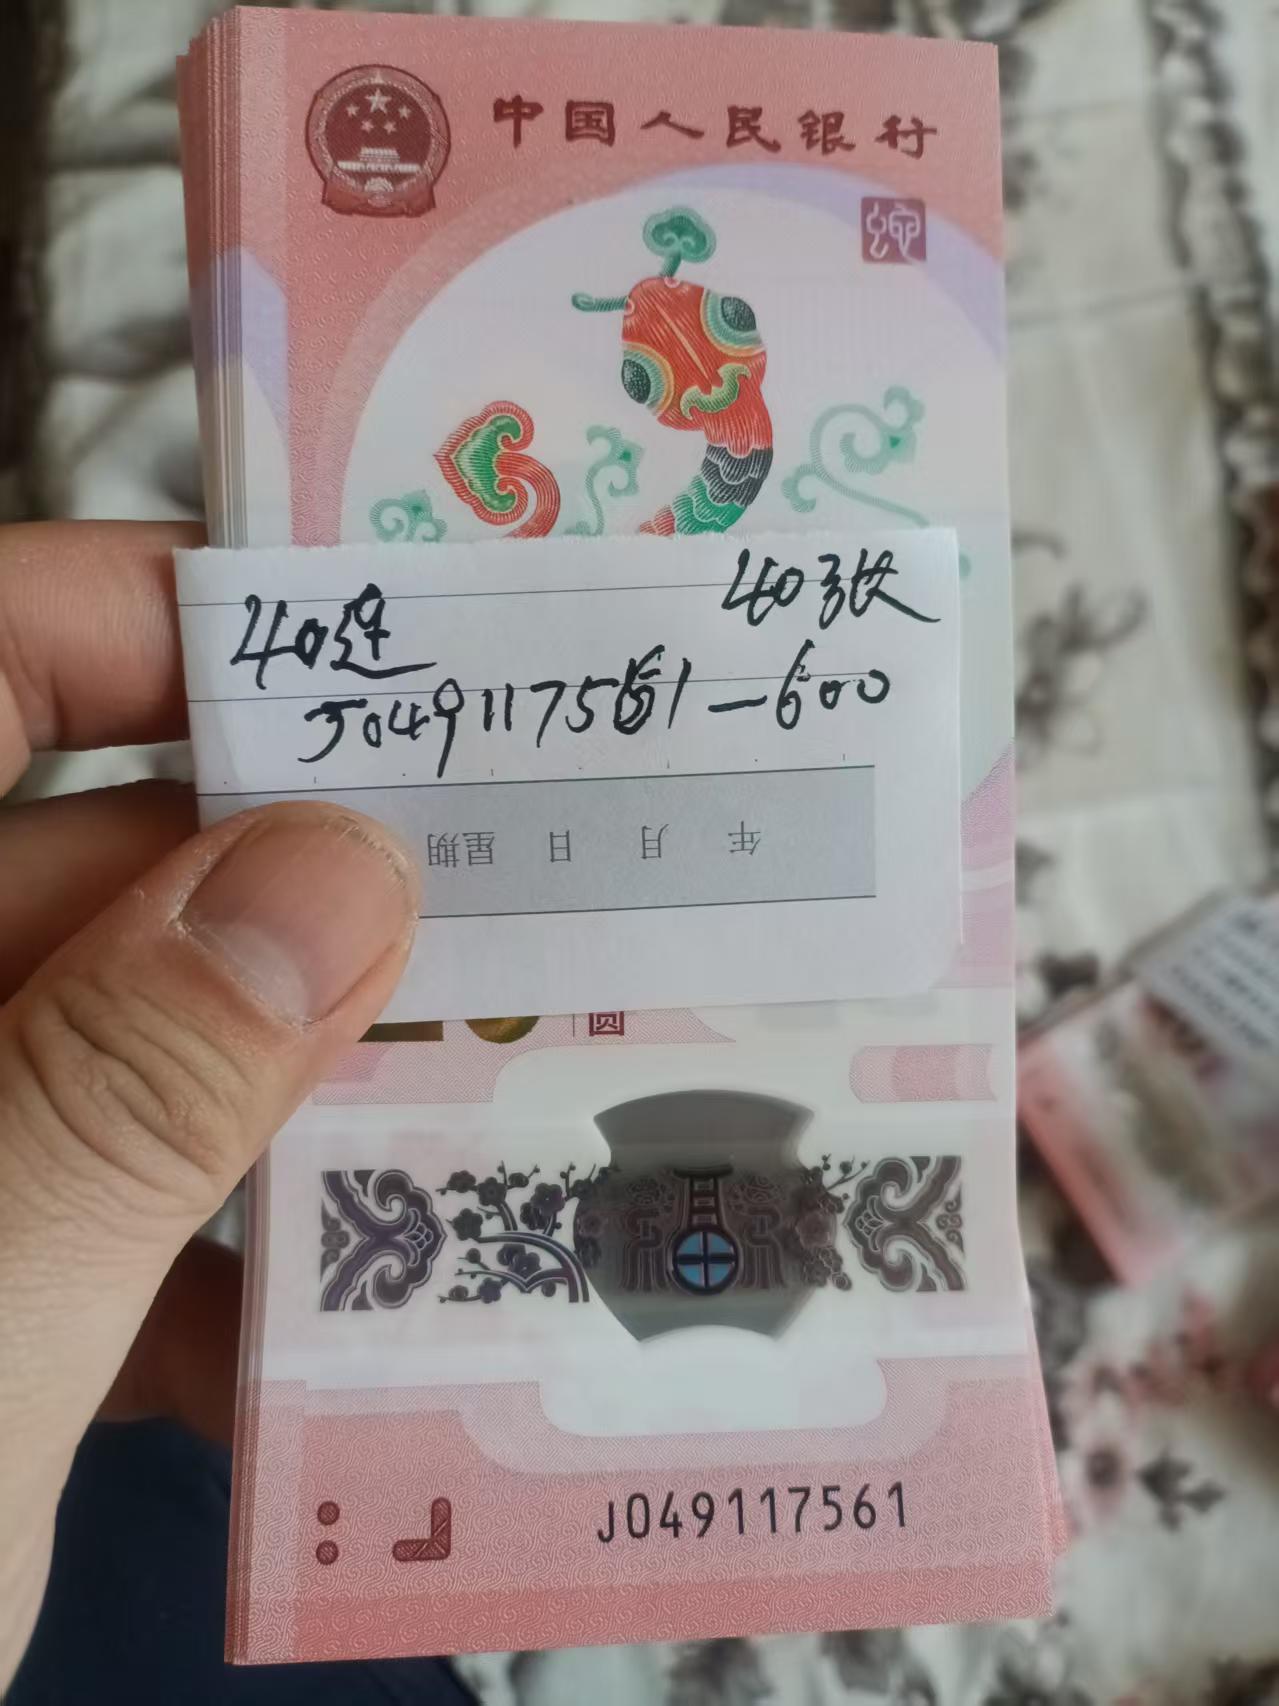 中国人民银行
蛇
40连 40张
J049117561-600
年 月 日 星期
圆
J049117561